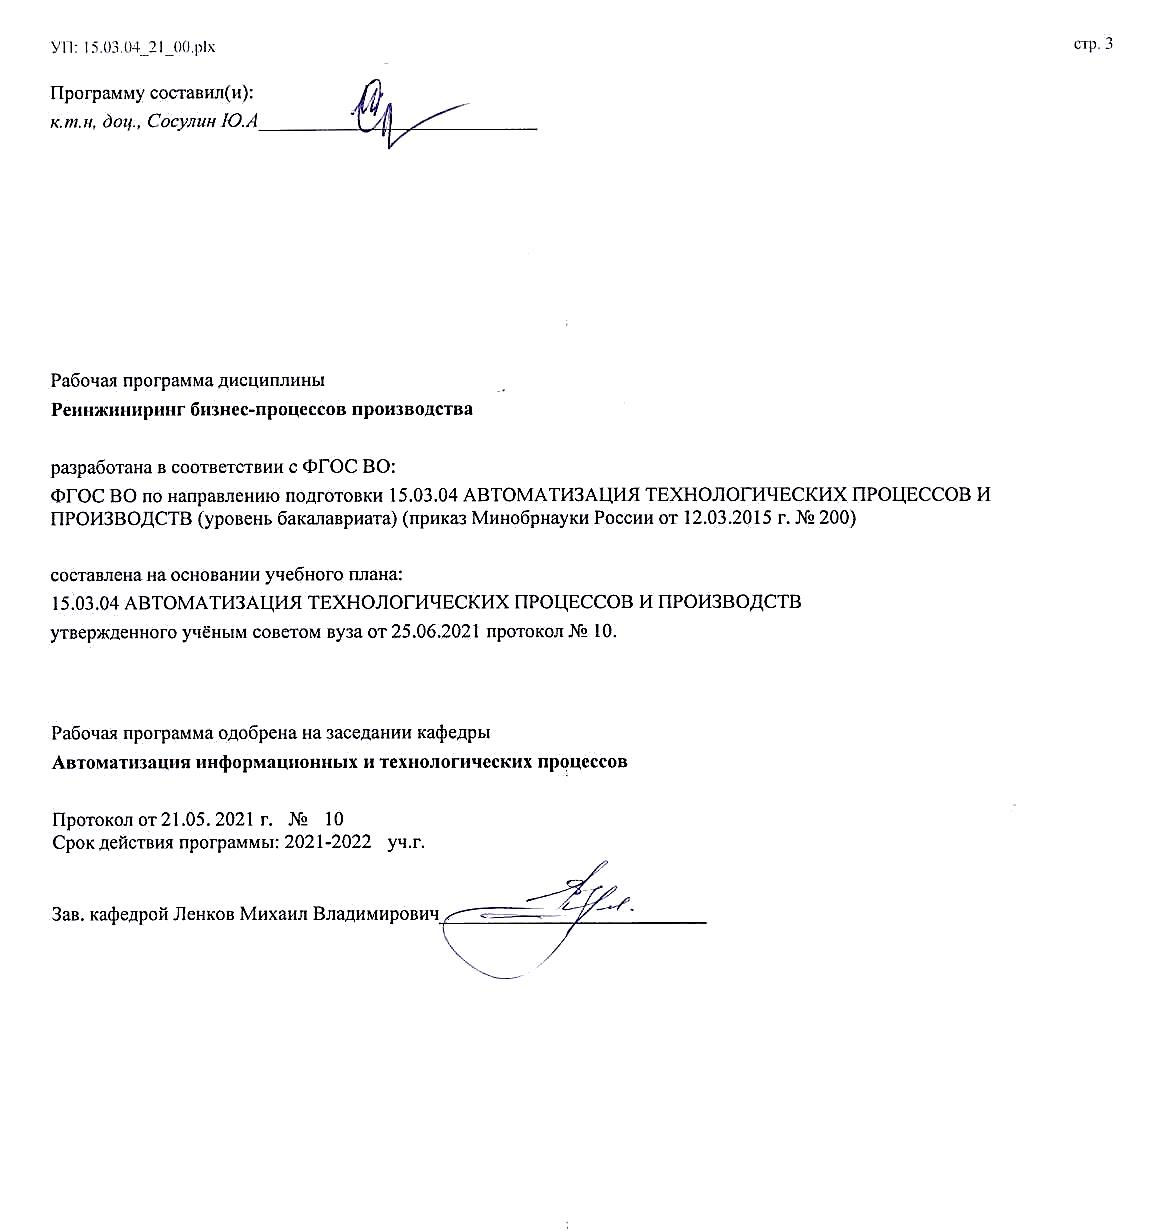 УП: 15.03.04_21_00.plx
стр. 3
Программу составил(и):
к.т.н, доц., Сосулин Ю.А
Рабочая программа дисциплины
Реинжиниринг бизнес-процессов производства
разработана в соответствии с ФГОС ВО:
ФГОС ВО по направлению подготовки 15.03.04 АВТОМАТИЗАЦИЯ ТЕХНОЛОГИЧЕСКИХ ПРОЦЕССОВ И
ПРОИЗВОДСТВ (уровень бакалавриата) (приказ Минобрнауки России от 12.03.2015 г. № 200)
составлена на основании учебного плана:
15.03.04 АВТОМАТИЗАЦИЯ ТЕХНОЛОГИЧЕСКИХ ПРОЦЕССОВ И ПРОИЗВОДСТВ
утвержденного учёным советом вуза от 25.06.2021 протокол № 10.
Рабочая программа одобрена на заседании кафедры
Автоматизация информационных и технологических процессов
Протокол от 21.05. 2021 г. № 10
Срок действия программы: 2021-2022 уч.г.
Зав. кафедрой Ленков Михаил Владимирович